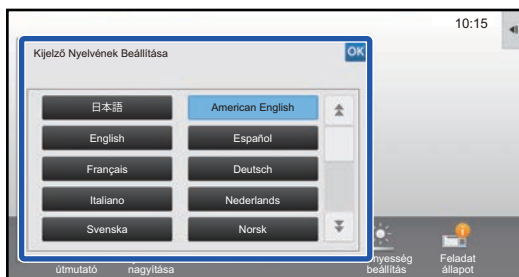 10:15
Kijelző Nyelvének Beállítása
OK
日本語
American English
English
Español
Français
Deutsch
Italiano
Nederlands
Svenska
Norsk
útmutató
nagyítása
beállítás
Feladat
állapot